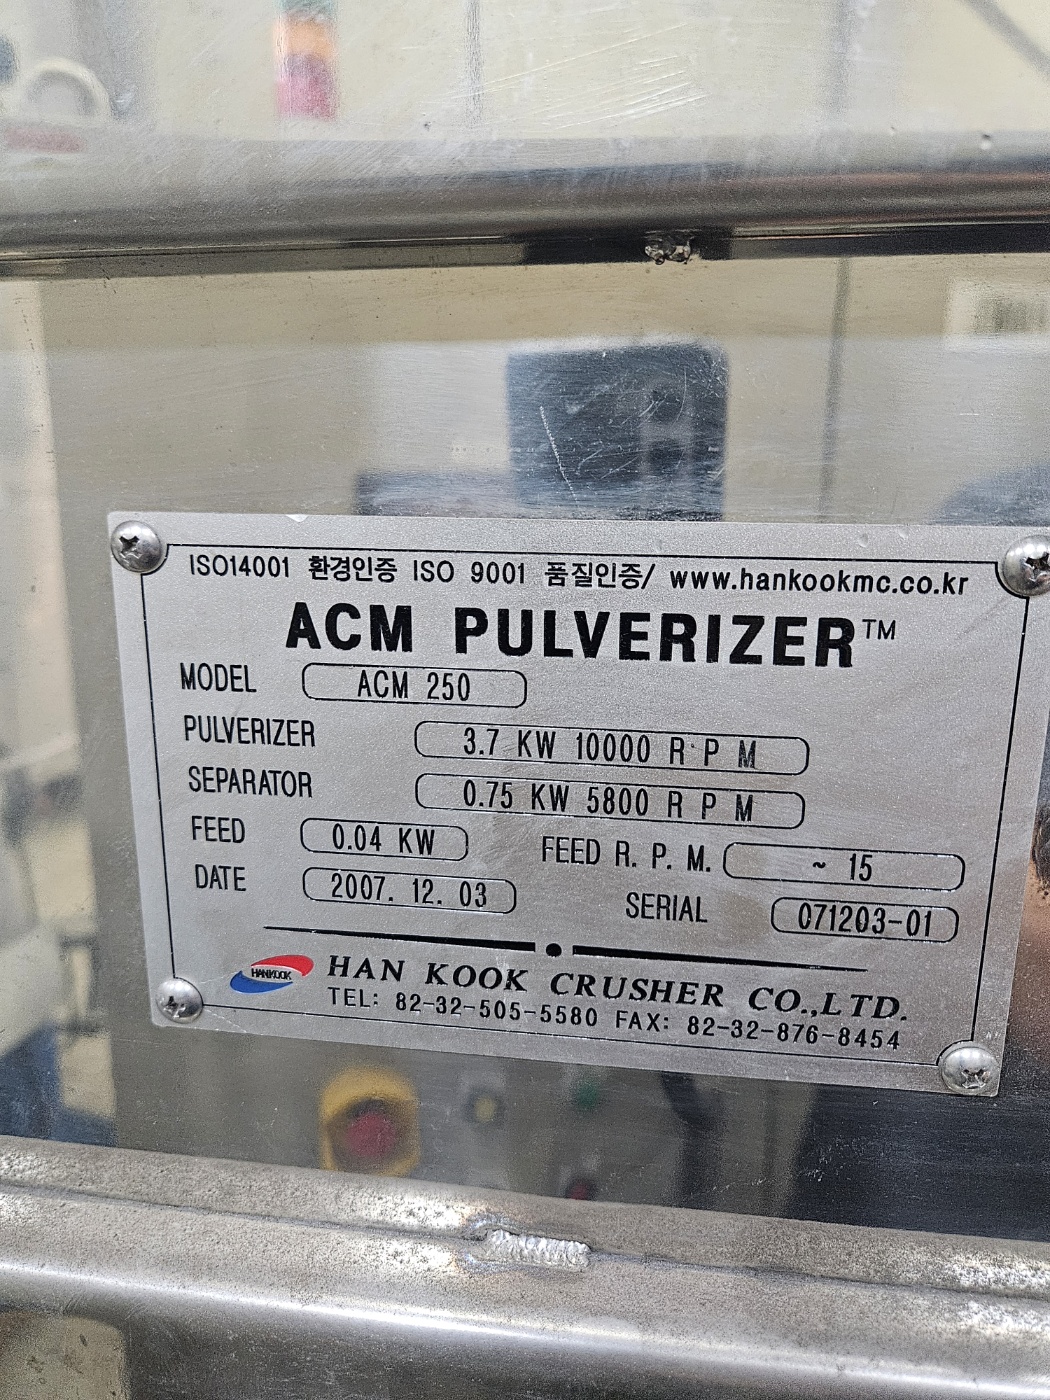 ISO14001 환경인증 ISO 9001 품질인증/ www.hankookmc.co.kr
ACM PULVERIZER™
MODEL ACM 250
PULVERIZER 3.7 KW 10000 R P M
SEPARATOR 0.75 KW 5800 R P M
FEED 0.04 KW FEED R. P. M. ~ 15
DATE 2007. 12. 03 SERIAL 071203-01
HANKOOK HAN KOOK CRUSHER CO.,LTD.
TEL: 82-32-505-5580 FAX: 82-32-876-8454